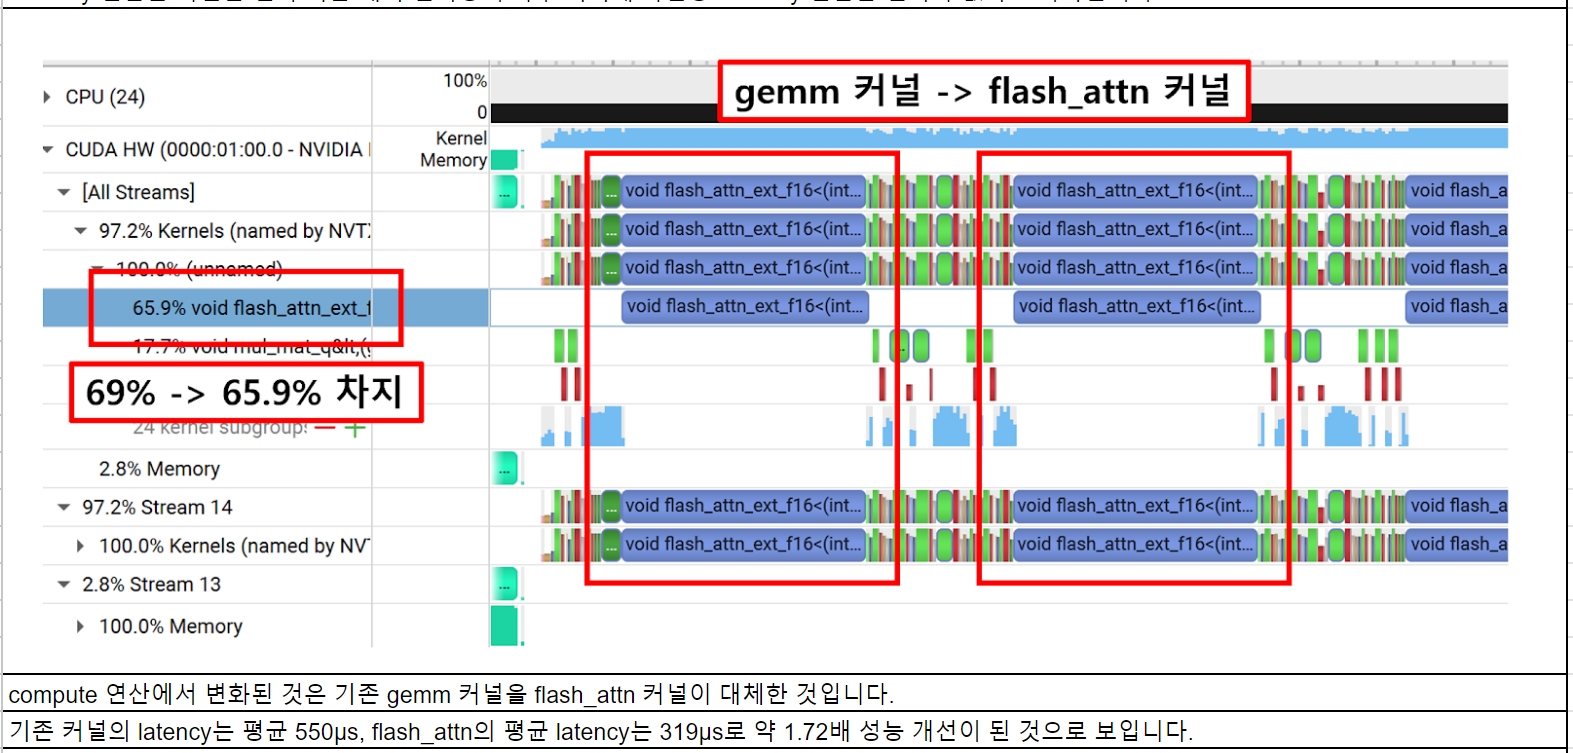 100%
gemm 커널 -> flash_attn 커널
CPU (24)
0
Kernel
CUDA HW (0000:01:00.0 - NVIDIA
Memory
[All Streams]
... void flash_attn_ext_f16<(int... void flash_attn_ext_f16<(int... void flash_a
97.2% Kernels (named by NVT
... void flash_attn_ext_f16<(int... void flash_attn_ext_f16<(int... void flash_a
100.0% (unnamed)
... void flash_attn_ext_f16<(int... void flash_attn_ext_f16<(int... void flash_a
65.9% void flash_attn_ext_f
void flash_attn_ext_f16<(int... void flash_attn_ext_f16<(int... void flash_a
17.7% void mul_mat_q&lt;(
69% -> 65.9% 차지
24 kernel subgroup
2.8% Memory
...
97.2% Stream 14
... void flash_attn_ext_f16<(int... void flash_attn_ext_f16<(int... void flash_a
100.0% Kernels (named by NV
... void flash_attn_ext_f16<(int... void flash_attn_ext_f16<(int... void flash_a
2.8% Stream 13
...
100.0% Memory
compute 연산에서 변화된 것은 기존 gemm 커널을 flash_attn 커널이 대체한 것입니다.
기존 커널의 latency는 평균 550µs, flash_attn의 평균 latency는 319µs로 약 1.72배 성능 개선이 된 것으로 보입니다.